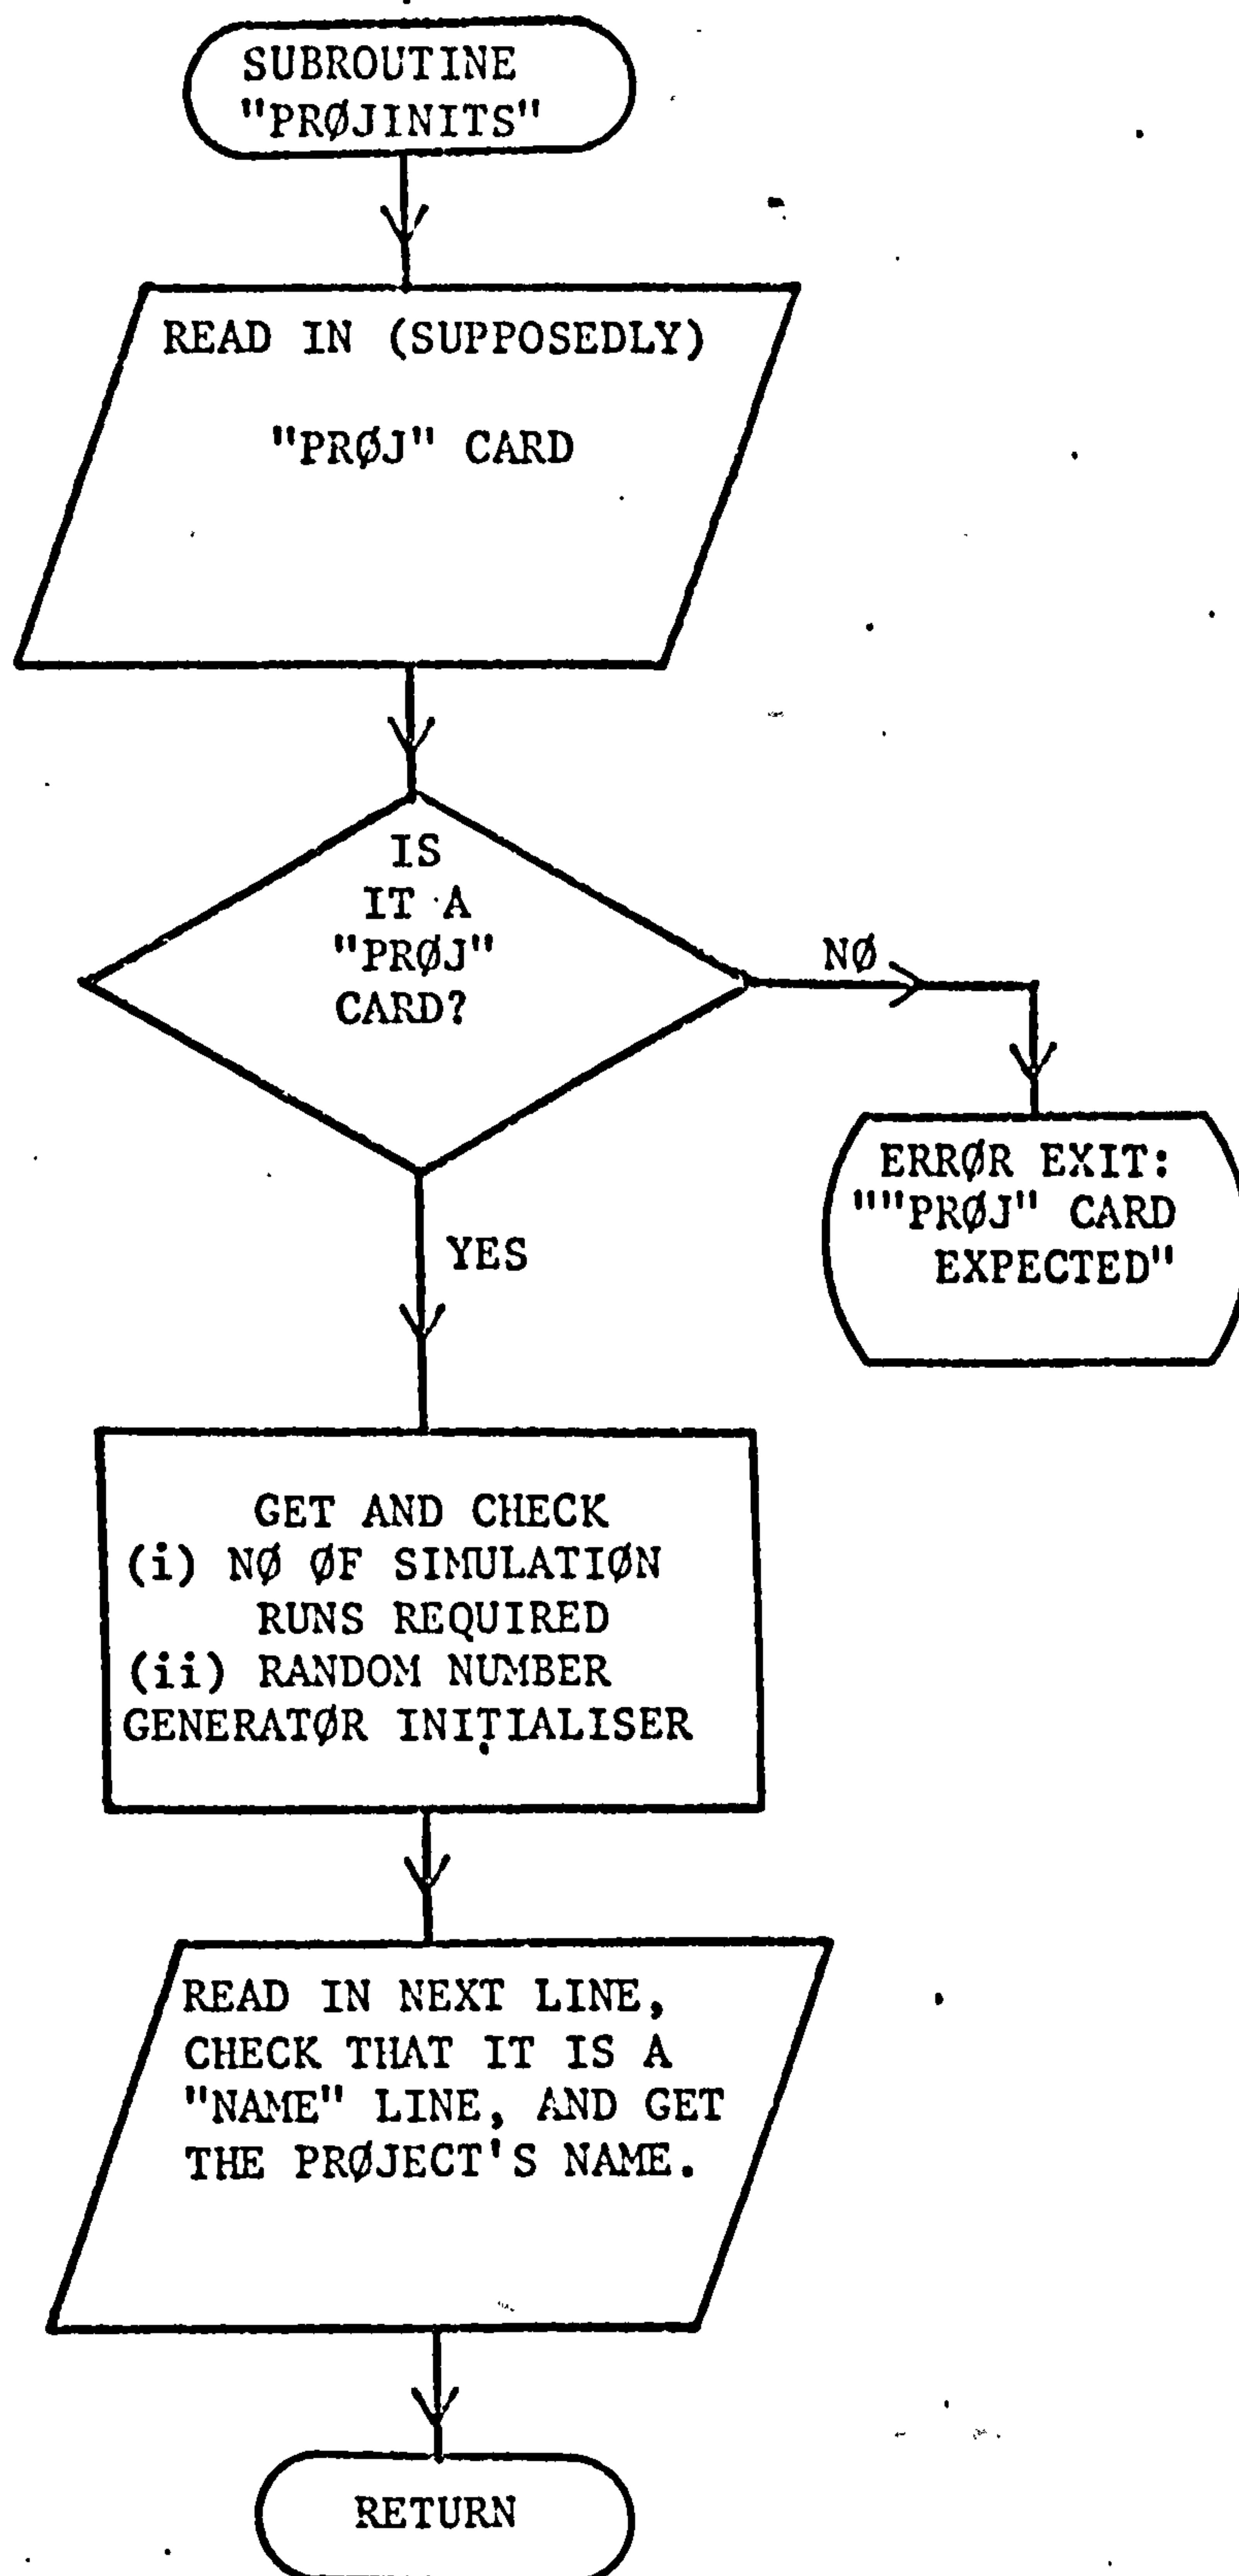 SUBROUTINE
"PRØJINITS"
READ IN (SUPPOSEDLY)
"PRØJ" CARD
IS
IT A
"PRØJ"
CARD?
NØ
ERRØR EXIT:
""PRØJ" CARD
EXPECTED"
YES
GET AND CHECK
(i) NØ ØF SIMULATIØN
RUNS REQUIRED
(ii) RANDOM NUMBER
GENERATØR INITIALISER
READ IN NEXT LINE,
CHECK THAT IT IS A
"NAME" LINE, AND GET
THE PRØJECT'S NAME.
RETURN